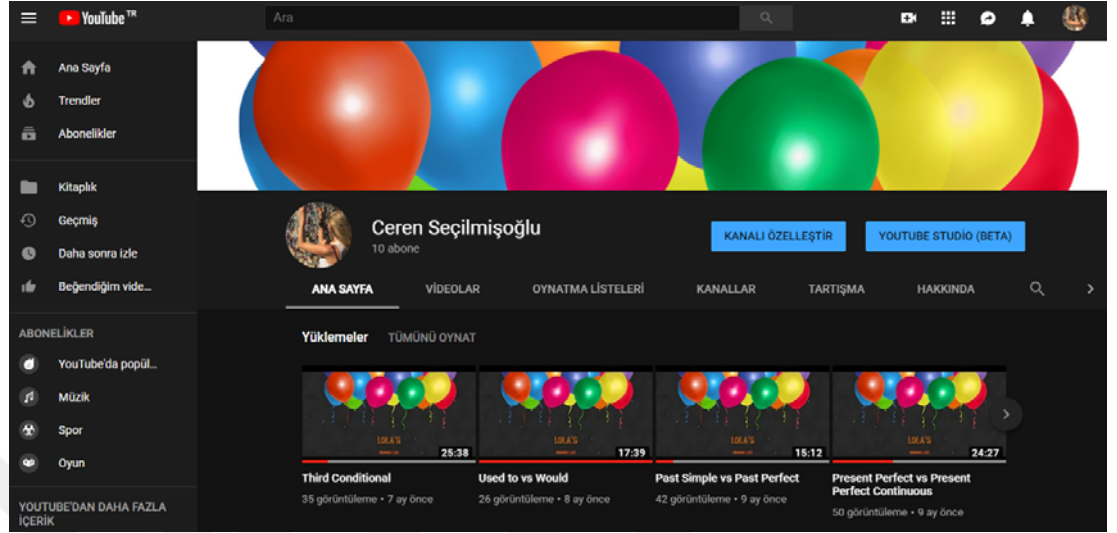 YouTube TR
Ara
Ana Sayfa
Trendler
Abonelikler
Kitaplık
Geçmiş
Daha sonra izle
Beğendiğim vide...
ABONELİKLER
YouTube'da popül...
Müzik
Spor
Oyun
YOUTUBE'DAN DAHA FAZLA
İÇERİK
Ceren Seçilmişoğlu
10 abone
KANALI ÖZELLEŞTİR
YOUTUBE STUDİO (BETA)
ANA SAYFA VİDEOLAR OYNATMA LİSTELERİ KANALLAR TARTIŞMA HAKKINDA
Yüklemeler TÜMÜNÜ OYNAT
LOLA'S
25:38
Third Conditional
35 görüntüleme • 7 ay önce
LOLA'S
17:39
Used to vs Would
26 görüntüleme • 8 ay önce
LOLA'S
15:12
Past Simple vs Past Perfect
42 görüntüleme • 9 ay önce
LOLA'S
24:27
Present Perfect vs Present
Perfect Continuous
50 görüntüleme • 9 ay önce